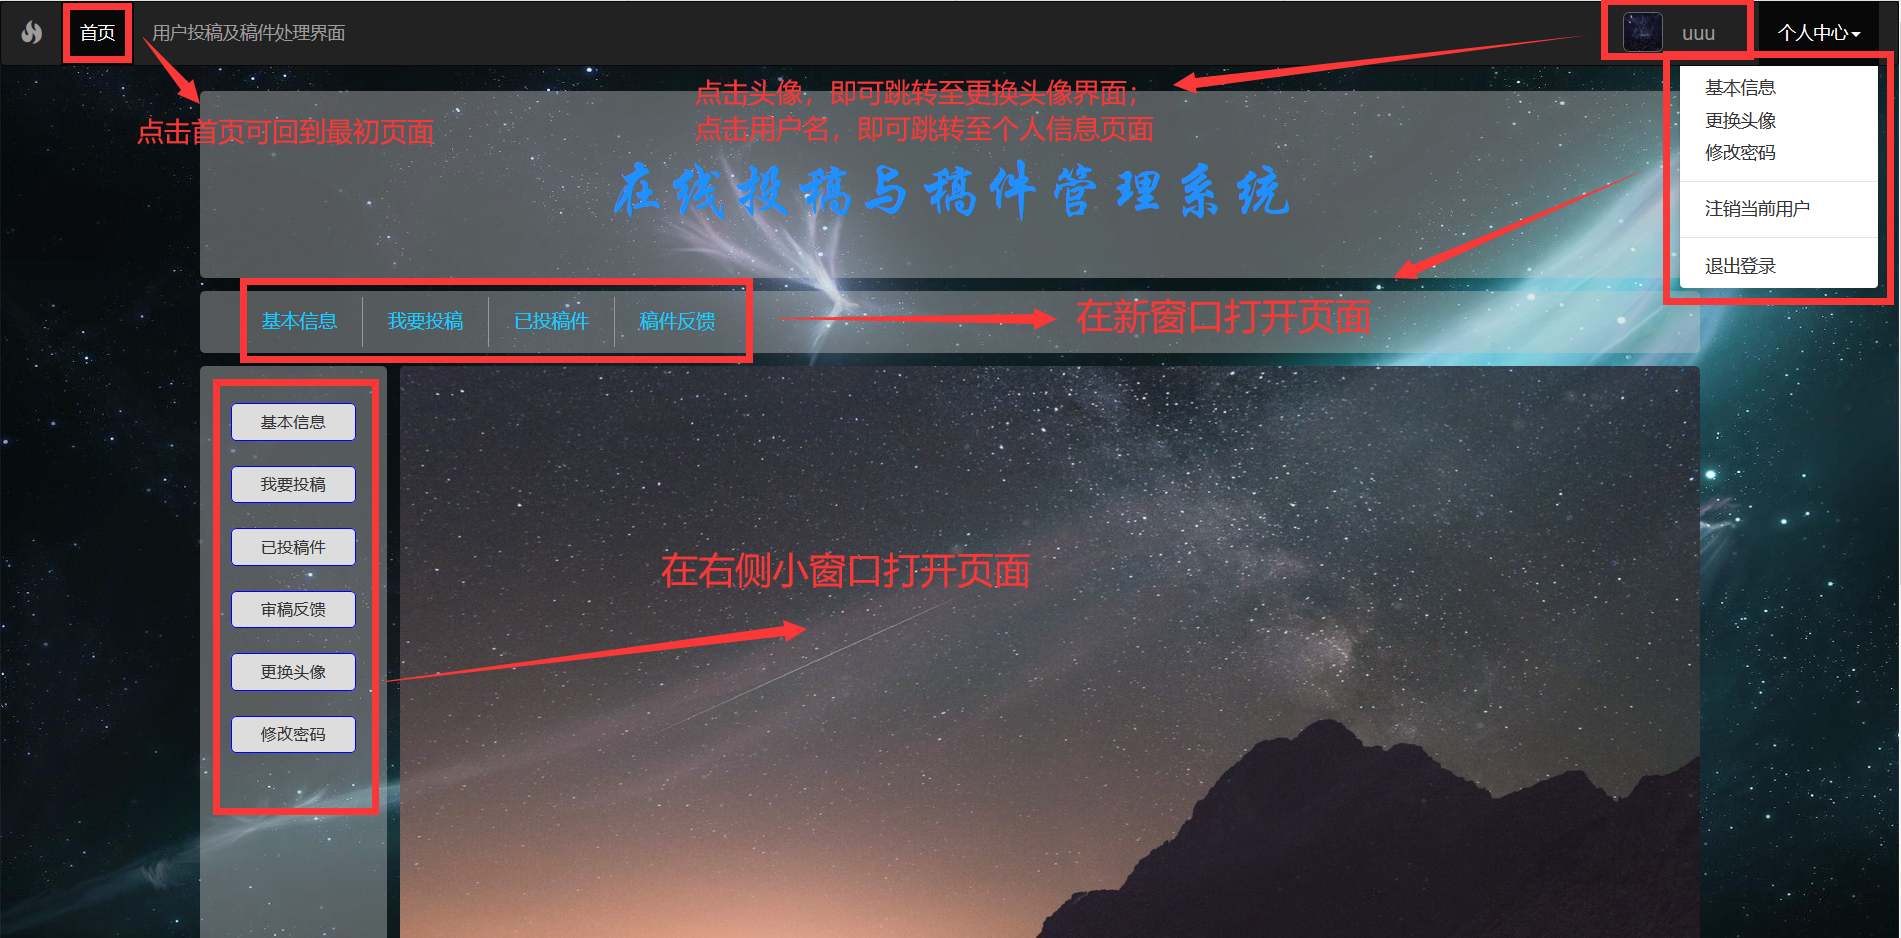 首页
用户投稿及稿件处理界面
uuu
个人中心
基本信息
更换头像
修改密码
注销当前用户
退出登录
点击首页可回到最初页面
点击头像，即可跳转至更换头像界面；
点击用户名，即可跳转至个人信息页面
在线投稿与稿件管理系统
基本信息
我要投稿
已投稿件
稿件反馈
在新窗口打开页面
基本信息
我要投稿
已投稿件
审稿反馈
更换头像
修改密码
在右侧小窗口打开页面